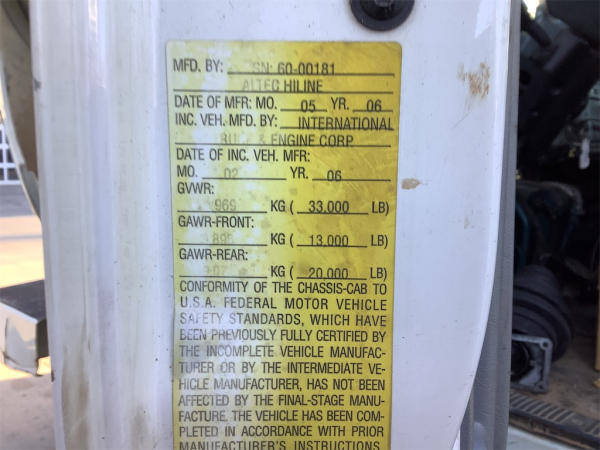 MFD. BY: SN: 60-00181
ALTEC HILINE
DATE OF MFR: MO. 05 YR. 06
INC. VEH. MFD. BY: INTERNATIONAL
& ENGINE CORP
DATE OF INC. VEH. MFR:
MO. 02 YR. 06
GVWR:
969 KG ( 33,000 LB)
GAWR-FRONT:
KG ( 13,000 LB)
GAWR-REAR:
KG ( 20,000 LB)
CONFORMITY OF THE CHASSIS-CAB TO
U.S.A. FEDERAL MOTOR VEHICLE
SAFETY STANDARDS, WHICH HAVE
BEEN PREVIOUSLY FULLY CERTIFIED BY
THE INCOMPLETE VEHICLE MANUFAC-
TURER OR BY THE INTERMEDIATE VE-
HICLE MANUFACTURER, HAS NOT BEEN
AFFECTED BY THE FINAL-STAGE MANU-
FACTURE. THE VEHICLE HAS BEEN COM-
PLETED IN ACCORDANCE WITH PRIOR
MANUFACTURER'S INSTRUCTIONS